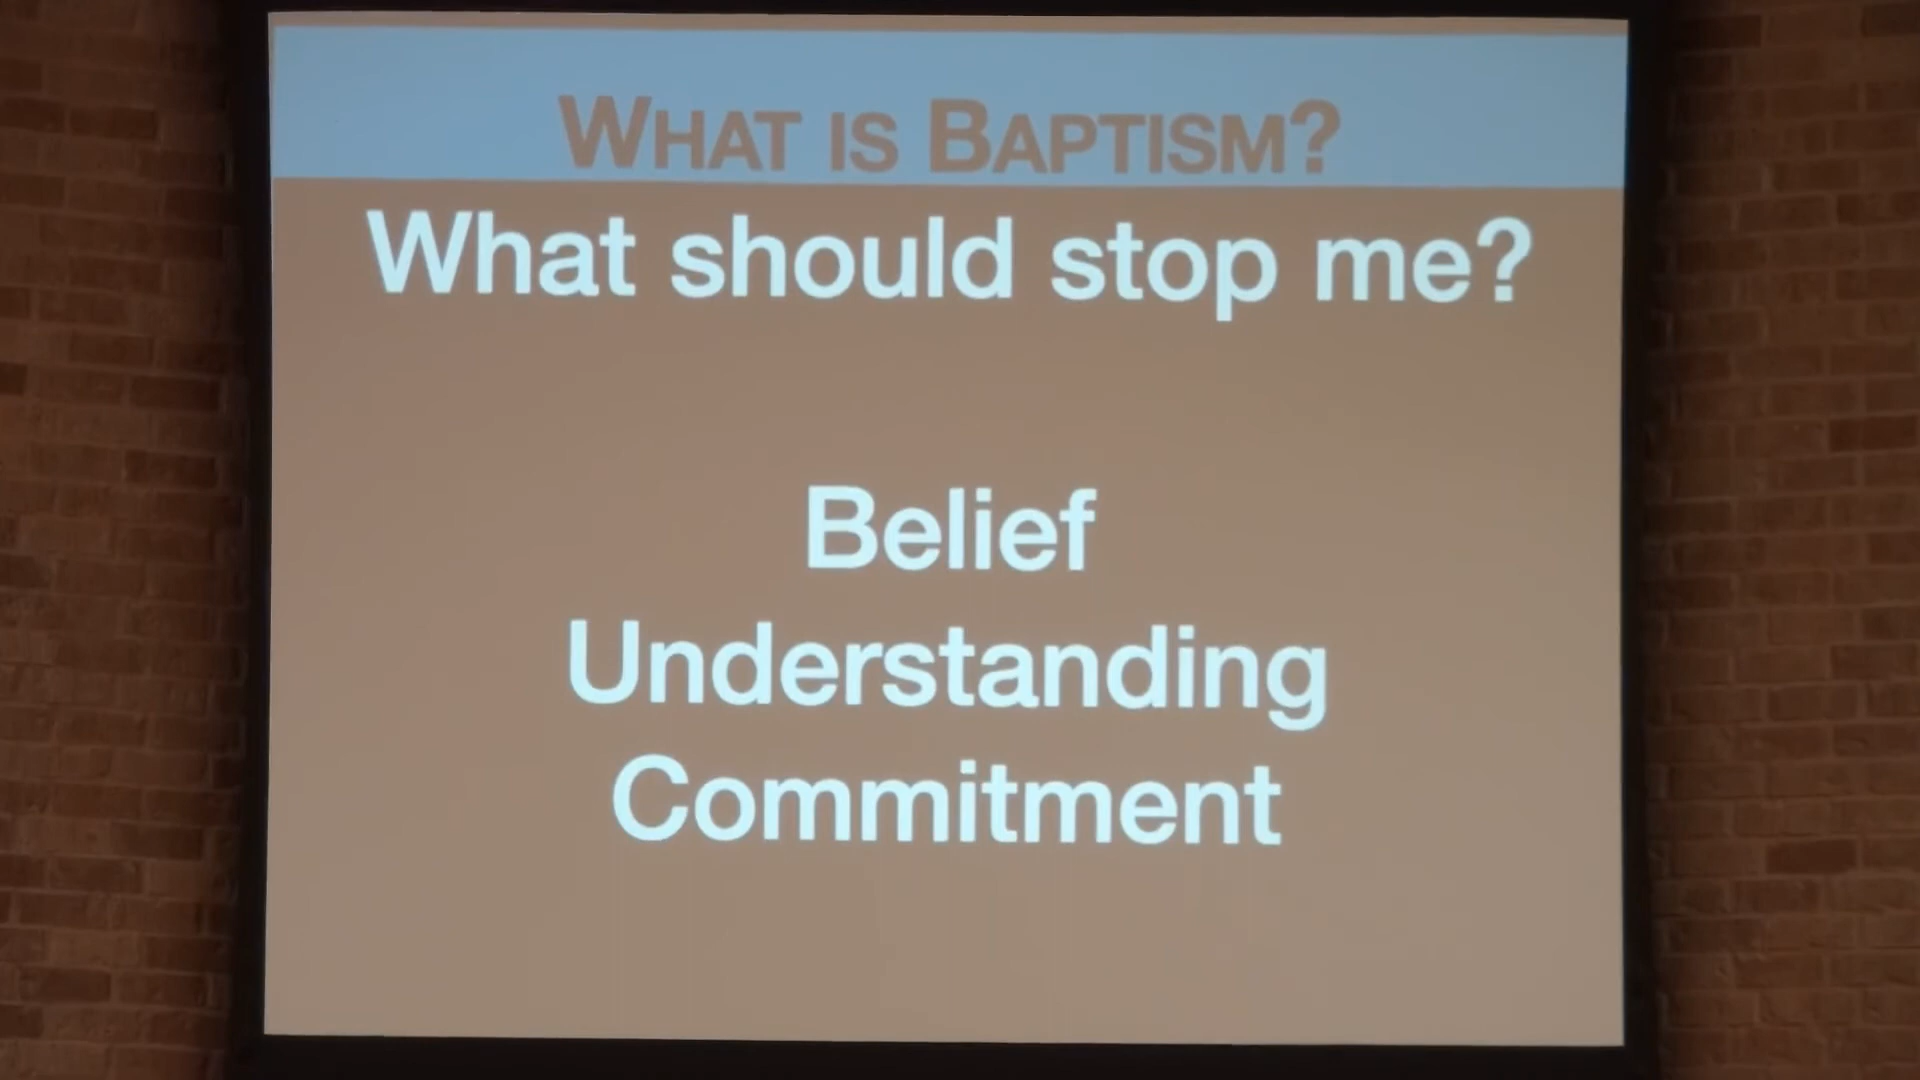 WHAT IS BAPTISM?
What should stop me?
Belief
Understanding
Commitment